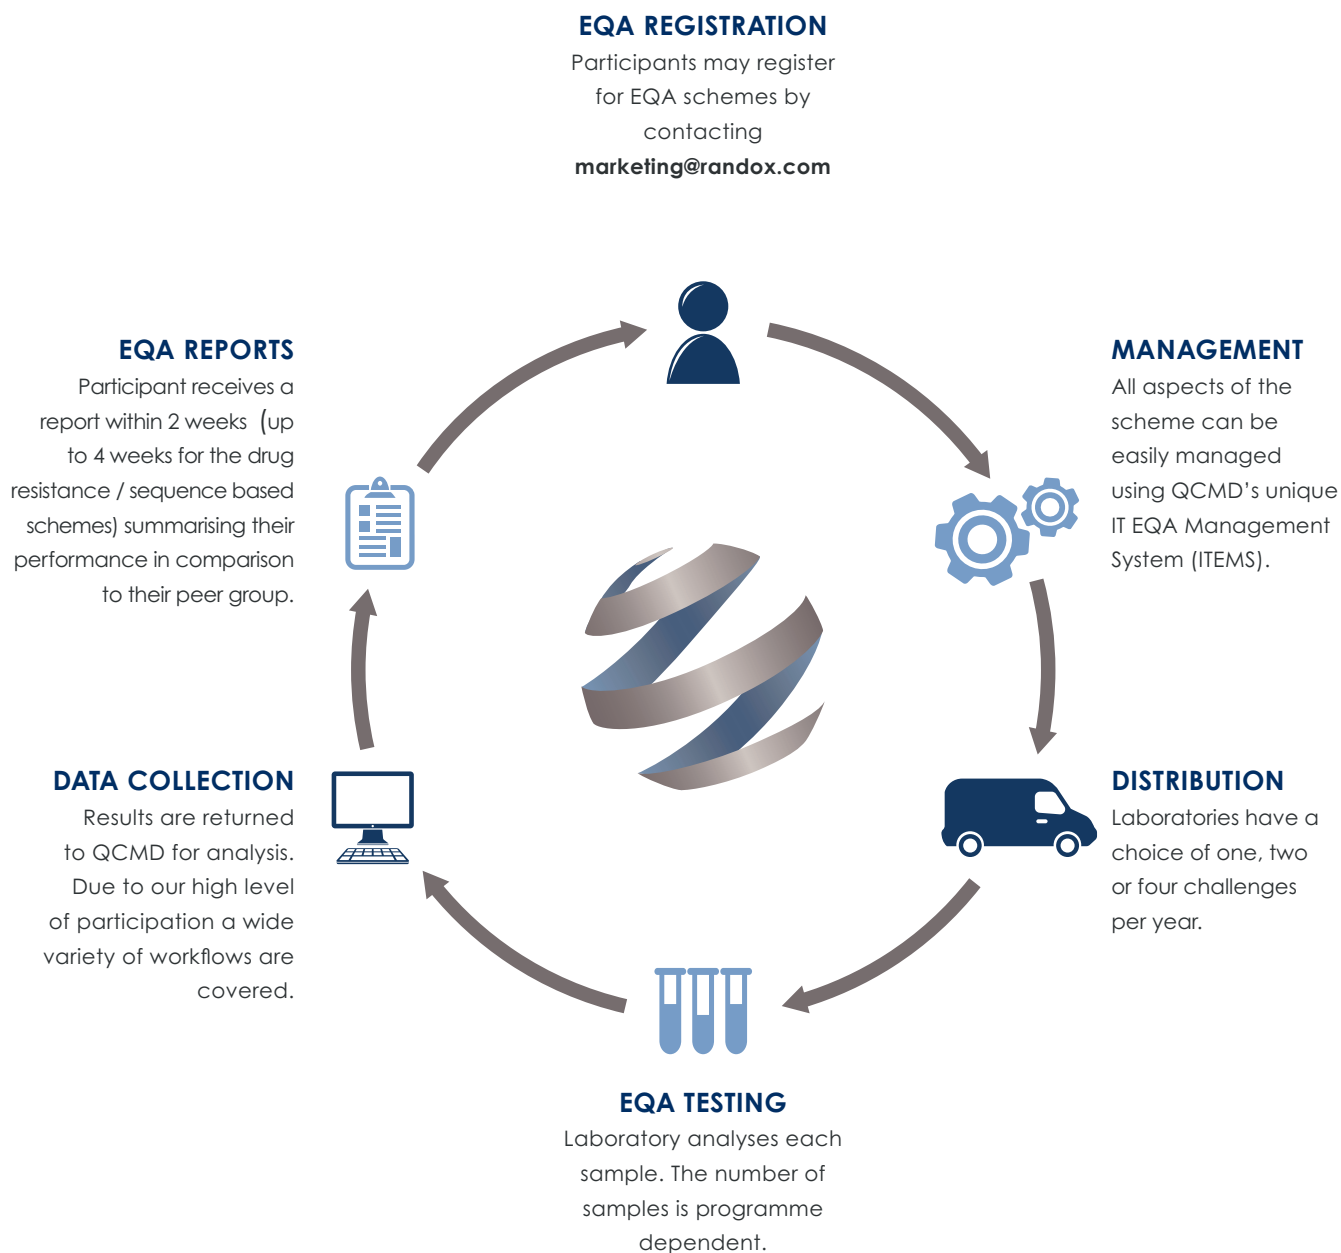 EQA REGISTRATION
Participants may register
for EQA schemes by
contacting
marketing@randox.com
MANAGEMENT
All aspects of the
scheme can be
easily managed
using QCMD’s unique
IT EQA Management
System (ITEMS).
DISTRIBUTION
Laboratories have a
choice of one, two
or four challenges
per year.
EQA TESTING
Laboratory analyses each
sample. The number of
samples is programme
dependent.
DATA COLLECTION
Results are returned
to QCMD for analysis.
Due to our high level
of participation a wide
variety of workflows are
covered.
EQA REPORTS
Participant receives a
report within 2 weeks (up
to 4 weeks for the drug
resistance / sequence based
schemes) summarising their
performance in comparison
to their peer group.